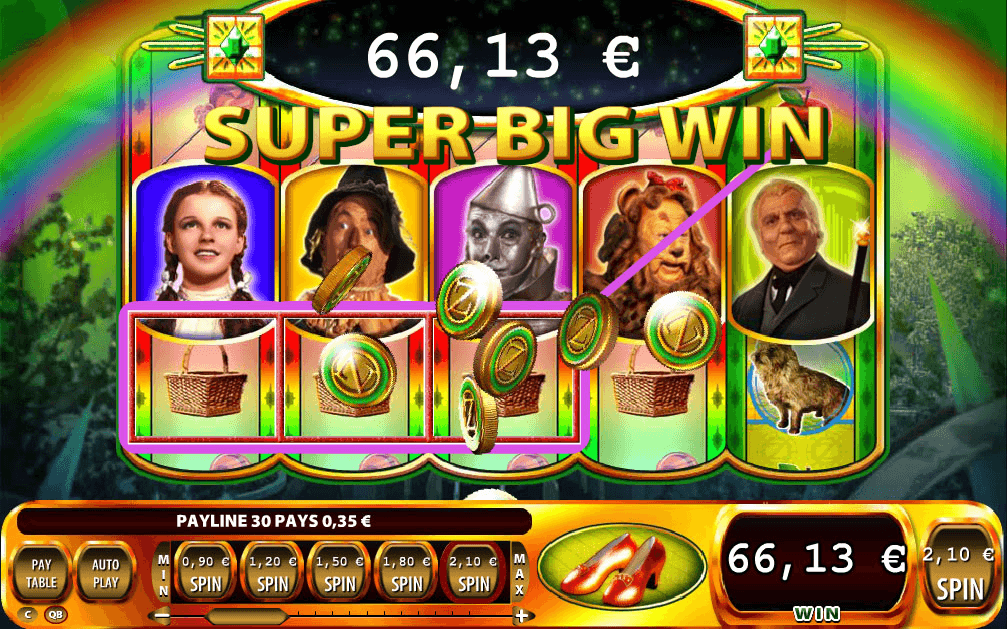 66,13 €
SUPER BIG WIN
PAYLINE 30 PAYS 0,35 €
PAY TABLE
AUTO PLAY
MIN
0,90 € SPIN
1,20 € SPIN
1,50 € SPIN
1,80 € SPIN
2,10 € SPIN
MAX
66,13 €
WIN
2,10 € SPIN
C
QB
−
+